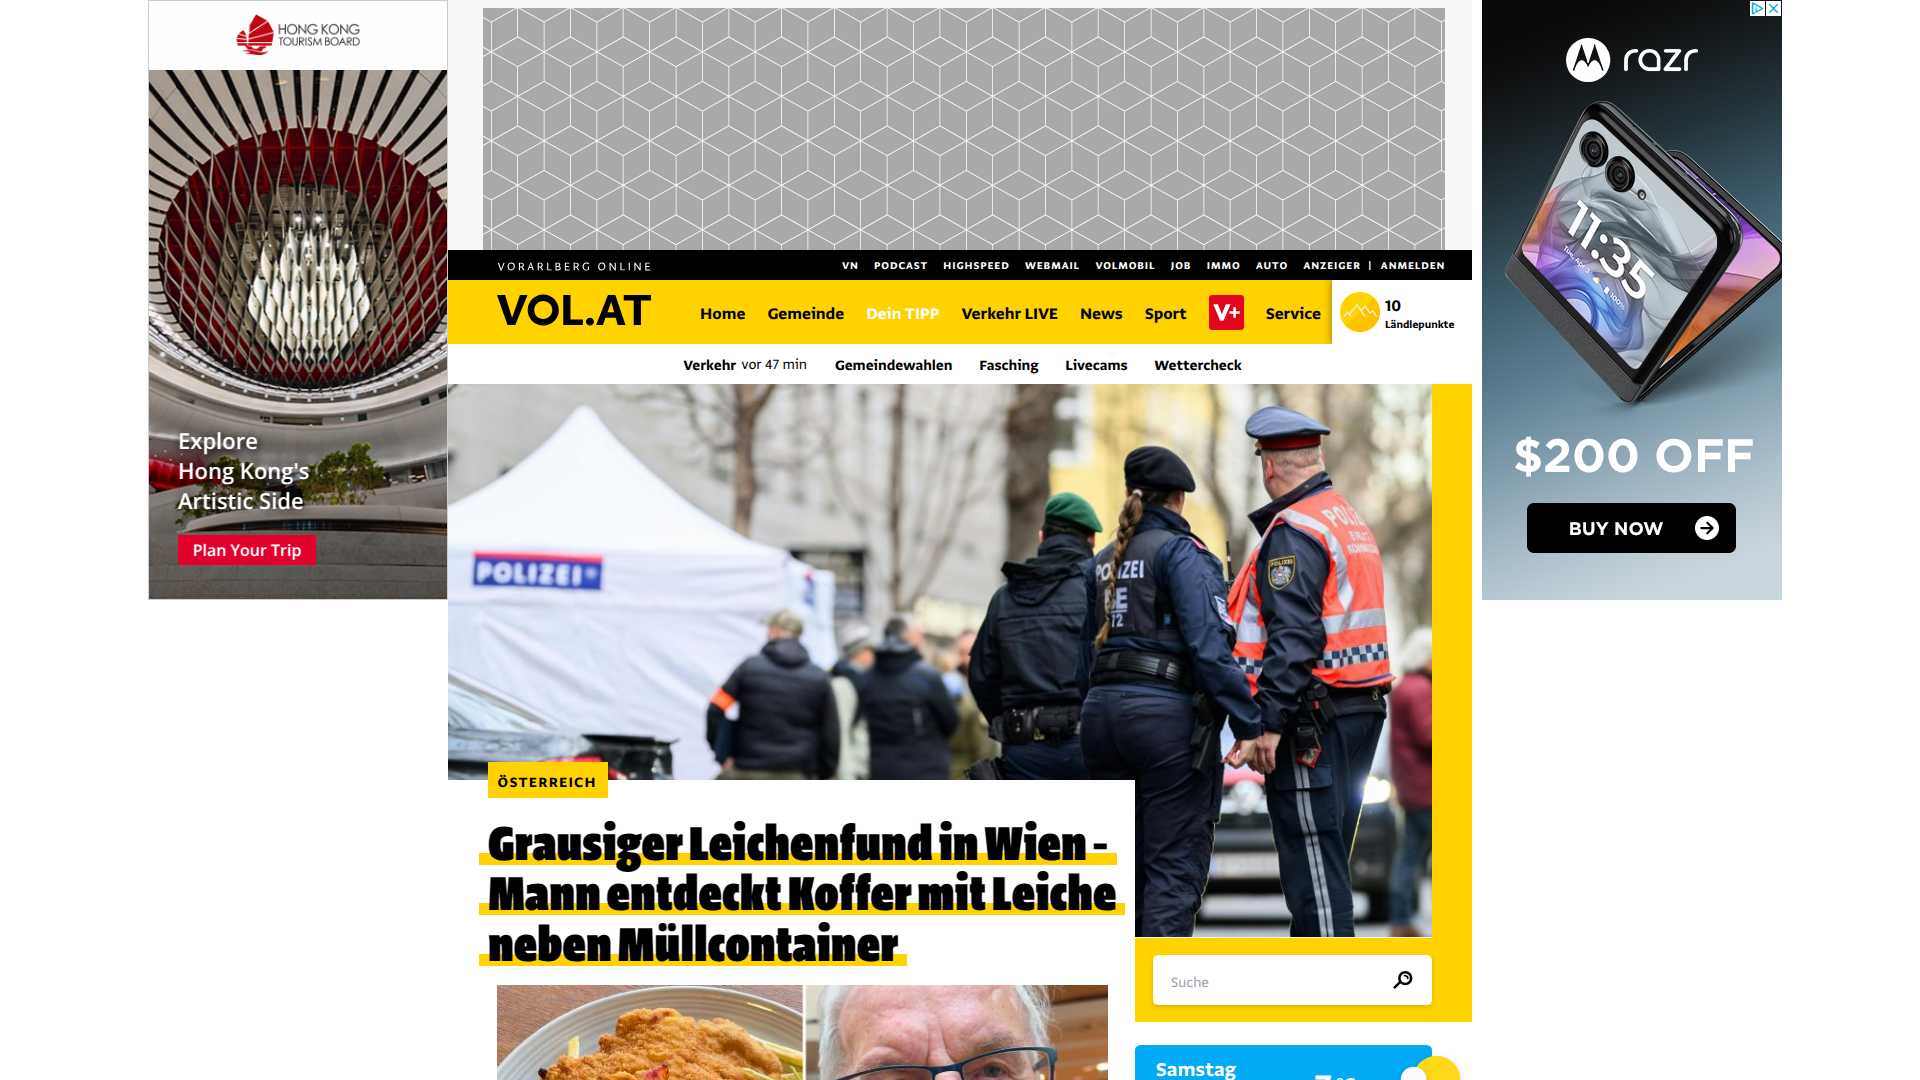 HONG KONG
TOURISM BOARD
Explore
Hong Kong's
Artistic Side
Plan Your Trip
VORARLBERG ONLINE
VN PODCAST HIGHSPEED WEBMAIL VOLMOBIL JOB IMMO AUTO ANZEIGER | ANMELDEN
VOL.AT
Home Gemeinde Dein TIPP Verkehr LIVE News Sport V+ Service
10
Ländlepunkte
Verkehr vor 47 min Gemeindewahlen Fasching Livecams Wettercheck
POLIZEI
POLIZEI
12
POLIZEI
ÖSTERREICH
Grausiger Leichenfund in Wien -
Mann entdeckt Koffer mit Leiche
neben Müllcontainer
Suche
Samstag
razr
11:35
$200 OFF
BUY NOW